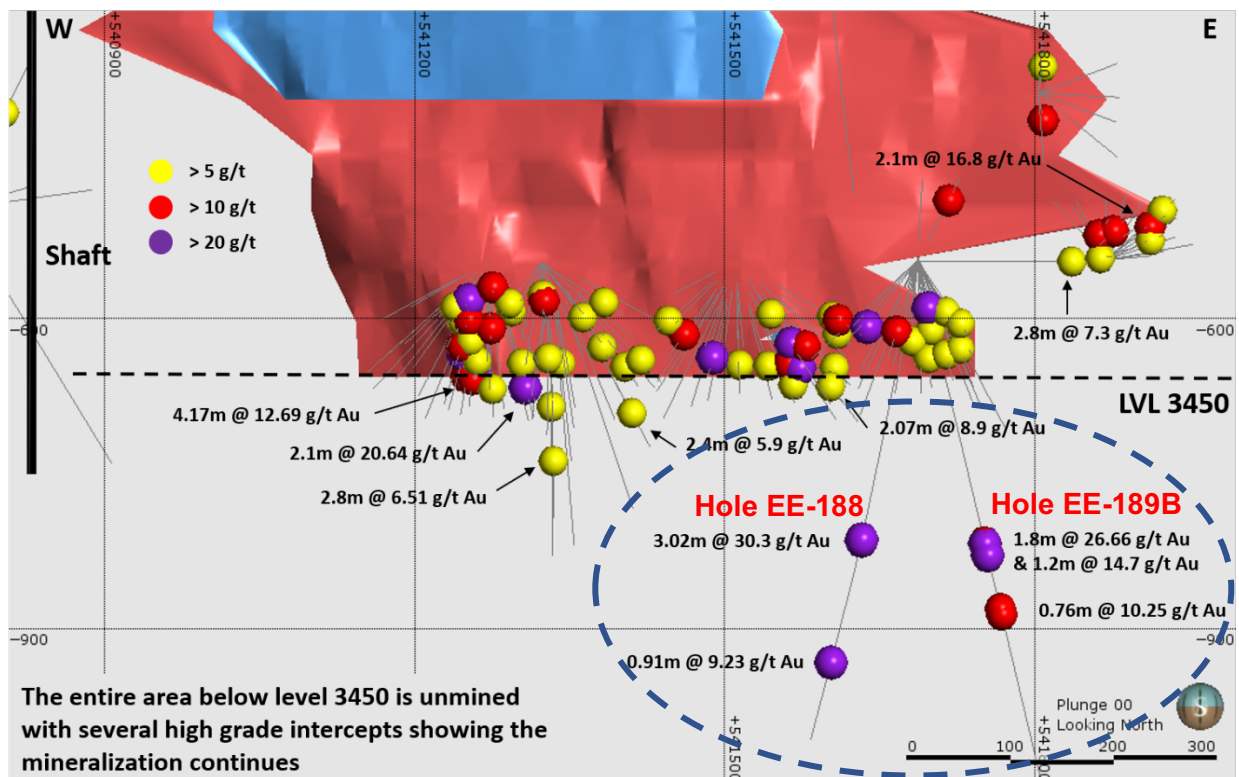 W
E
+540900
+541200
+541500
+541800
> 5 g/t
> 10 g/t
> 20 g/t
Shaft
2.1m @ 16.8 g/t Au
2.8m @ 7.3 g/t Au
−600
−600
LVL 3450
4.17m @ 12.69 g/t Au
2.1m @ 20.64 g/t Au
2.8m @ 6.51 g/t Au
2.4m @ 5.9 g/t Au
2.07m @ 8.9 g/t Au
Hole EE-188
3.02m @ 30.3 g/t Au
Hole EE-189B
1.8m @ 26.66 g/t Au
& 1.2m @ 14.7 g/t Au
0.76m @ 10.25 g/t Au
−900
−900
0.91m @ 9.23 g/t Au
The entire area below level 3450 is unmined
with several high grade intercepts showing the
mineralization continues
Plunge 00
Looking North
S
0 100 200 300
+541500
+541800